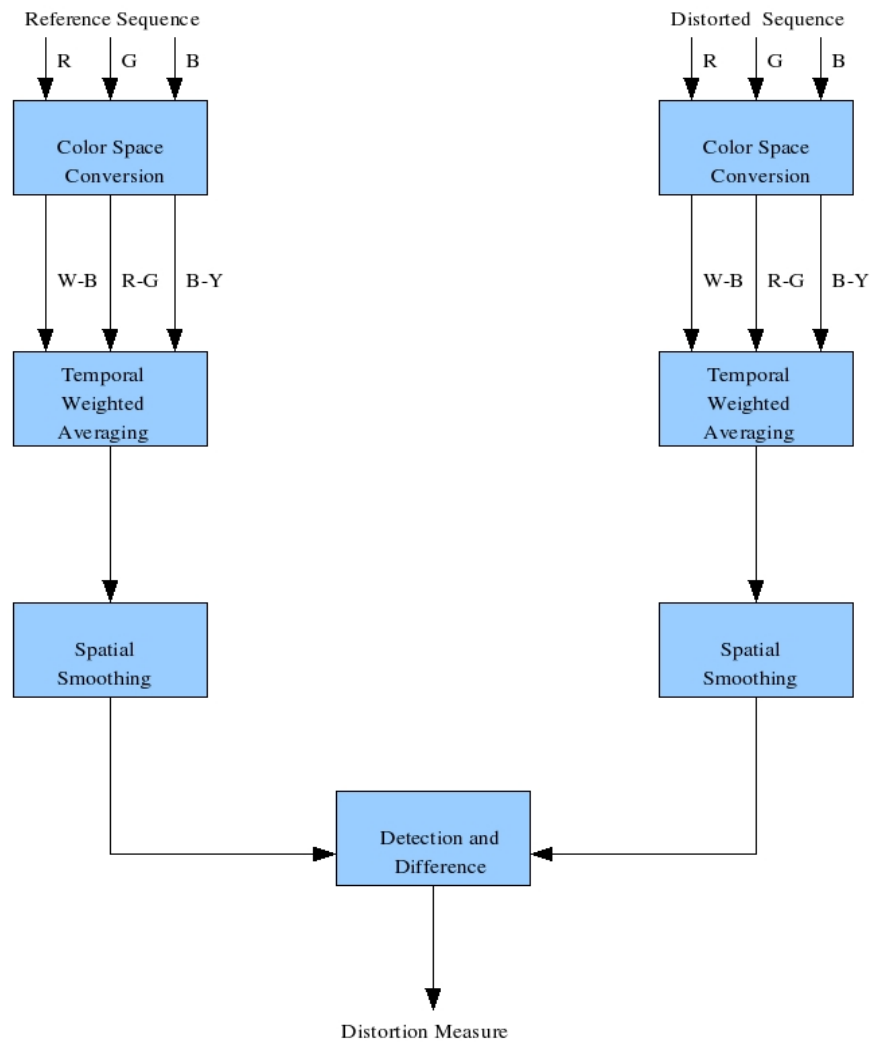 Reference Sequence
Distorted Sequence
R G B
R G B
Color Space
Conversion
Color Space
Conversion
W-B R-G B-Y
W-B R-G B-Y
Temporal
Weighted
Averaging
Temporal
Weighted
Averaging
Spatial
Smoothing
Spatial
Smoothing
Detection and
Difference
Distortion Measure